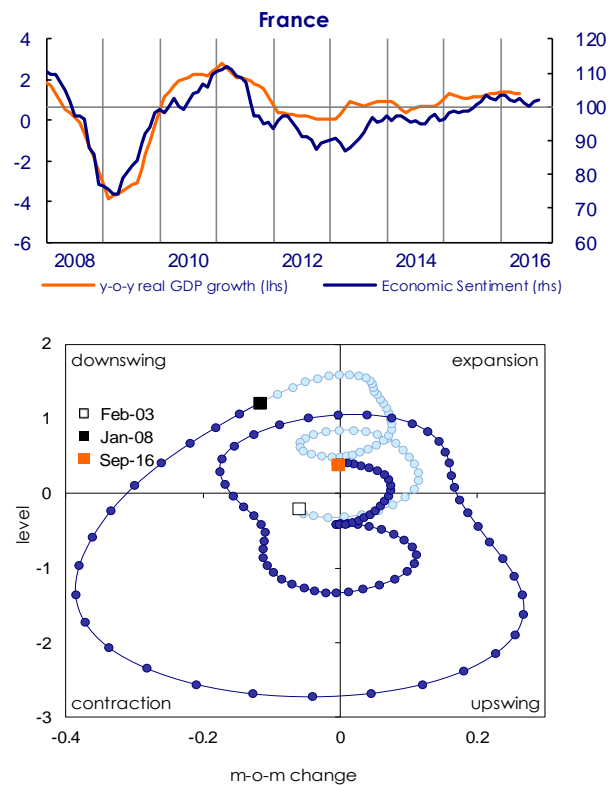 France
4 120
2 110
0 100
-2 90
-4 80
-6 70
60
2008 2010 2012 2014 2016
y-o-y real GDP growth (lhs) Economic Sentiment (rhs)
2
downswing expansion
Feb-03
1
Jan-08
Sep-16
0
level
-1
-2
contraction upswing
-3
-0.4 -0.2 0 0.2
m-o-m change